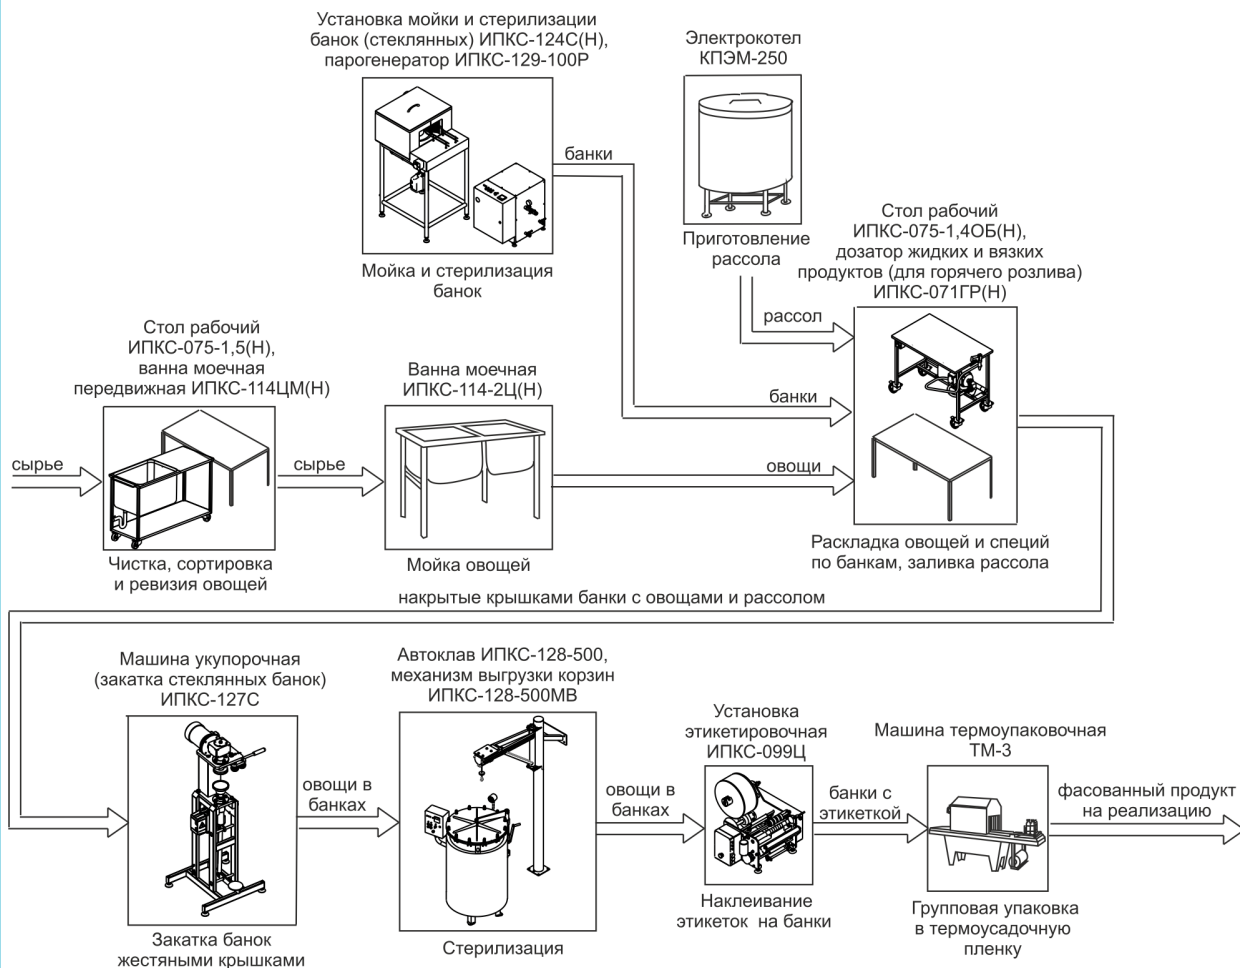 Установка мойки и стерилизации
банок (стеклянных) ИПКС-124С(Н),
парогенератор ИПКС-129-100Р
Мойка и стерилизация
банок
банки
Электрокотел
КПЭМ-250
Приготовление
рассола
рассол
Стол рабочий
ИПКС-075-1,4ОБ(Н),
дозатор жидких и вязких
продуктов (для горячего розлива)
ИПКС-071ГР(Н)
банки
овощи
Раскладка овощей и специй
по банкам, заливка рассола
сырье
Стол рабочий
ИПКС-075-1,5(Н),
ванна моечная
передвижная ИПКС-114ЦМ(Н)
Чистка, сортировка
и ревизия овощей
сырье
Ванна моечная
ИПКС-114-2Ц(Н)
Мойка овощей
накрытые крышками банки с овощами и рассолом
Машина укупорочная
(закатка стеклянных банок)
ИПКС-127С
Закатка банок
жестяными крышками
овощи в
банках
Автоклав ИПКС-128-500,
механизм выгрузки корзин
ИПКС-128-500МВ
Стерилизация
овощи в
банках
Установка
этикетировочная
ИПКС-099Ц
Наклеивание
этикеток на банки
банки с
этикеткой
Машина термоупаковочная
ТМ-3
Групповая упаковка
в термоусадочную
пленку
фасованный продукт
на реализацию